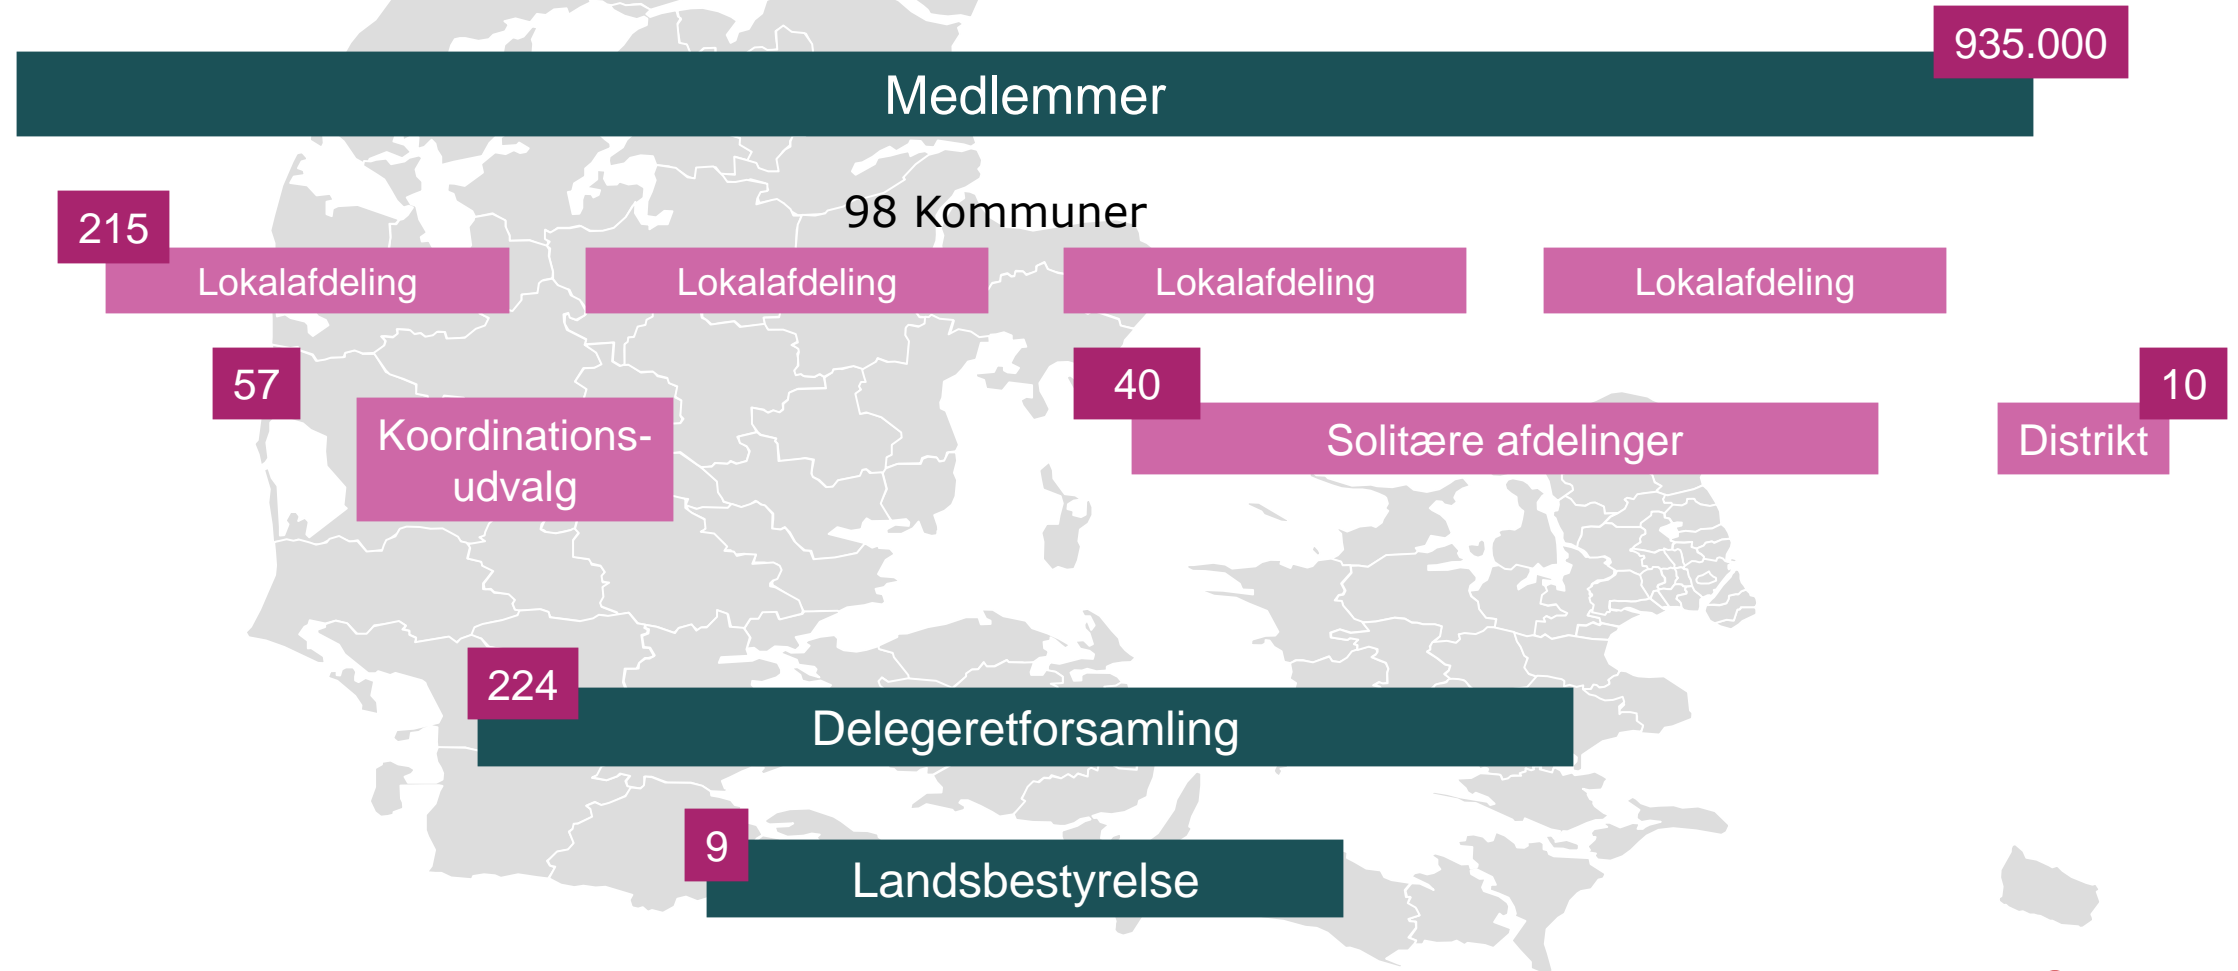 935.000
Medlemmer
98 Kommuner
215
Lokalafdeling
Lokalafdeling
Lokalafdeling
Lokalafdeling
57
Koordinations-
udvalg
40
Solitære afdelinger
10
Distrikt
224
Delegeretforsamling
9
Landsbestyrelse